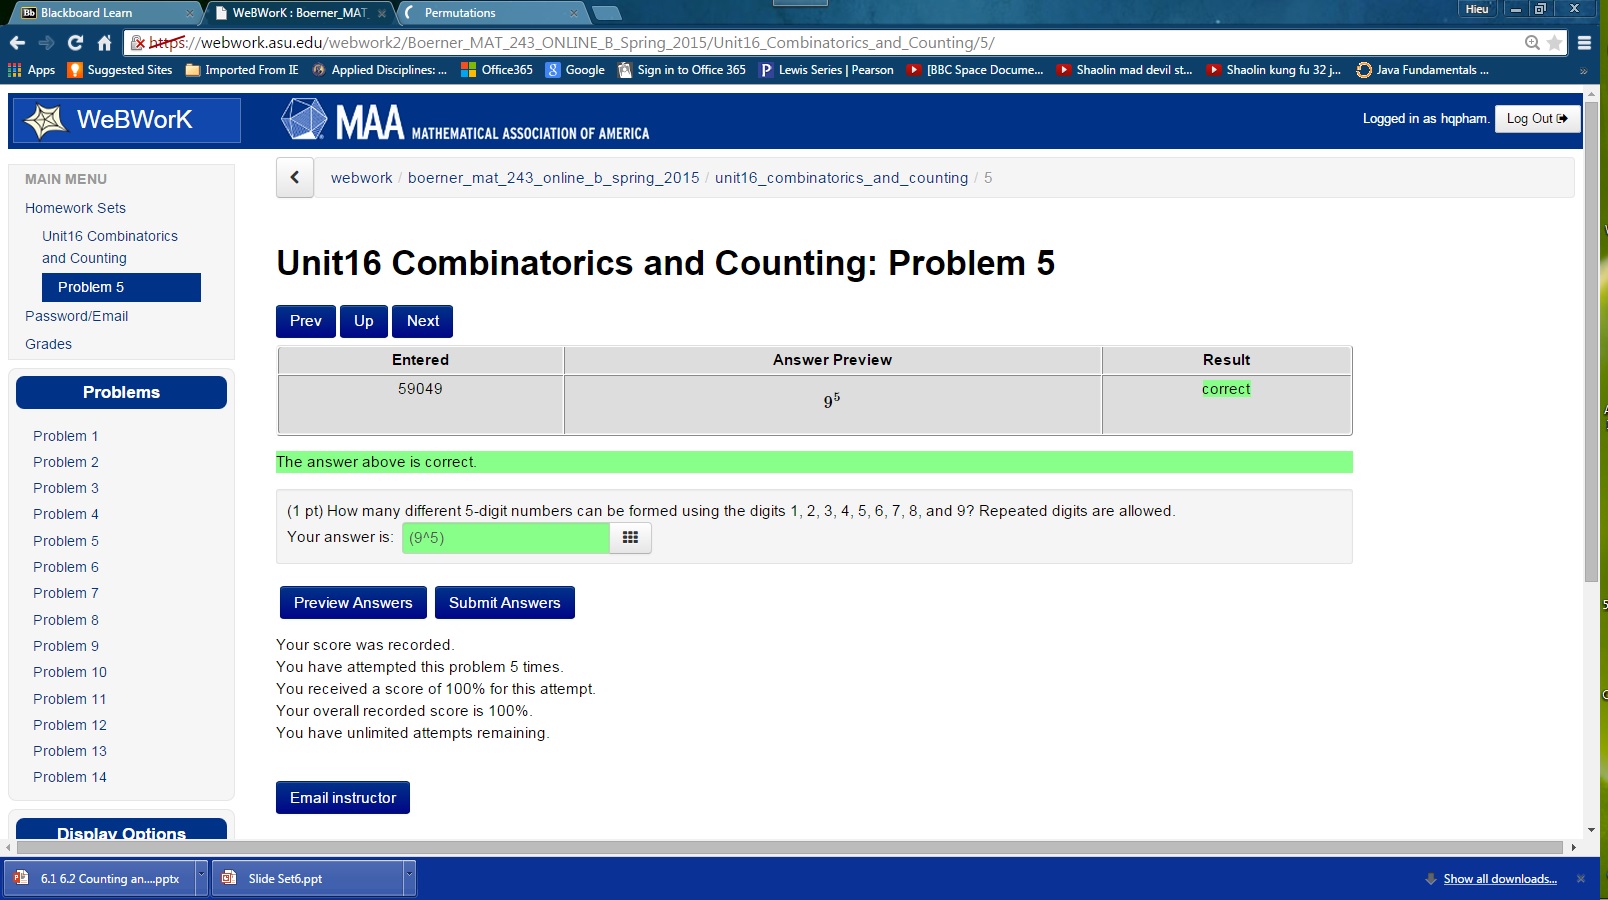 Blackboard Learn
WeBWorK : Boerner_MAT_
Permutations
Hieu
https://webwork.asu.edu/webwork2/Boerner_MAT_243_ONLINE_B_Spring_2015/Unit16_Combinatorics_and_Counting/5/
Apps
Suggested Sites
Imported From IE
Applied Disciplines: ...
Office365
Google
Sign in to Office 365
Lewis Series | Pearson
[BBC Space Docume...
Shaolin mad devil st...
Shaolin kung fu 32 j...
Java Fundamentals ...
WeBWorK
MAA MATHEMATICAL ASSOCIATION OF AMERICA
Logged in as hqpham.
Log Out
MAIN MENU
Homework Sets
Unit16 Combinatorics
and Counting
Problem 5
Password/Email
Grades
Problems
Problem 1
Problem 2
Problem 3
Problem 4
Problem 5
Problem 6
Problem 7
Problem 8
Problem 9
Problem 10
Problem 11
Problem 12
Problem 13
Problem 14
Display Options
webwork / boerner_mat_243_online_b_spring_2015 / unit16_combinatorics_and_counting / 5
Unit16 Combinatorics and Counting: Problem 5
Prev Up Next
Entered Answer Preview Result
59049 9^5 correct
The answer above is correct.
(1 pt) How many different 5-digit numbers can be formed using the digits 1, 2, 3, 4, 5, 6, 7, 8, and 9? Repeated digits are allowed.
Your answer is: (9^5)
Preview Answers Submit Answers
Your score was recorded.
You have attempted this problem 5 times.
You received a score of 100% for this attempt.
Your overall recorded score is 100%.
You have unlimited attempts remaining.
Email instructor
6.1 6.2 Counting an....pptx
Slide Set6.ppt
Show all downloads...